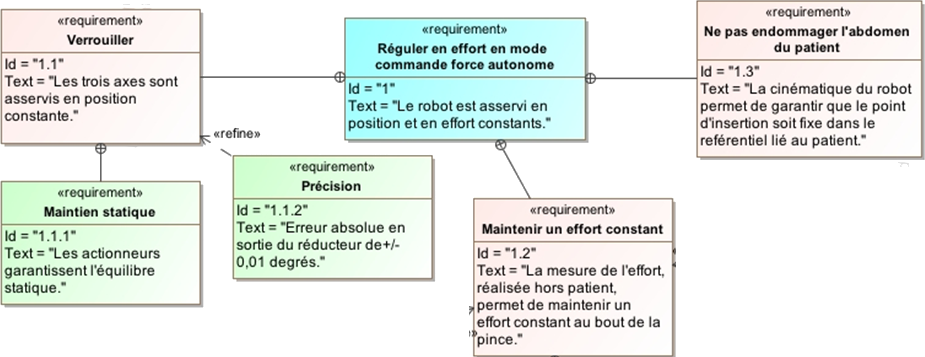 «requirement»
Verrouiller
Id = "1.1"
Text = "Les trois axes sont
asservis en position
constante."
«requirement»
Réguler en effort en mode
commande force autonome
Id = "1"
Text = "Le robot est asservi en
position et en effort constants."
«requirement»
Ne pas endommager l'abdomen
du patient
Id = "1.3"
Text = "La cinématique du robot
permet de garantir que le point
d'insertion soit fixe dans le
référentiel lié au patient."
«refine»
«requirement»
Maintien statique
Id = "1.1.1"
Text = "Les actionneurs
garantissent l'équilibre
statique."
«requirement»
Précision
Id = "1.1.2"
Text = "Erreur absolue en
sortie du réducteur de+/-
0,01 degrés."
«requirement»
Maintenir un effort constant
Id = "1.2"
Text = "La mesure de l'effort,
réalisée hors patient,
permet de maintenir un
effort constant au bout de la
pince."